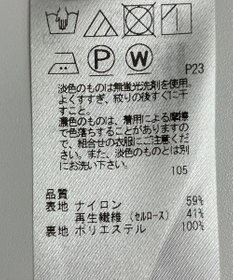 P W
P23
淡色のものは無蛍光洗剤を使用。
よくすすぎ、絞りの後すぐに干
すこと。
濃色のものは、着用による摩擦
で色落ちすることがありますの
で、組合せの衣服にご注意くださ
い。また、淡色のものとは別
にお洗い下さい。
105
品質
表地 ナイロン 59%
再生繊維(セルロース) 41%
裏地 ポリエステル 100%